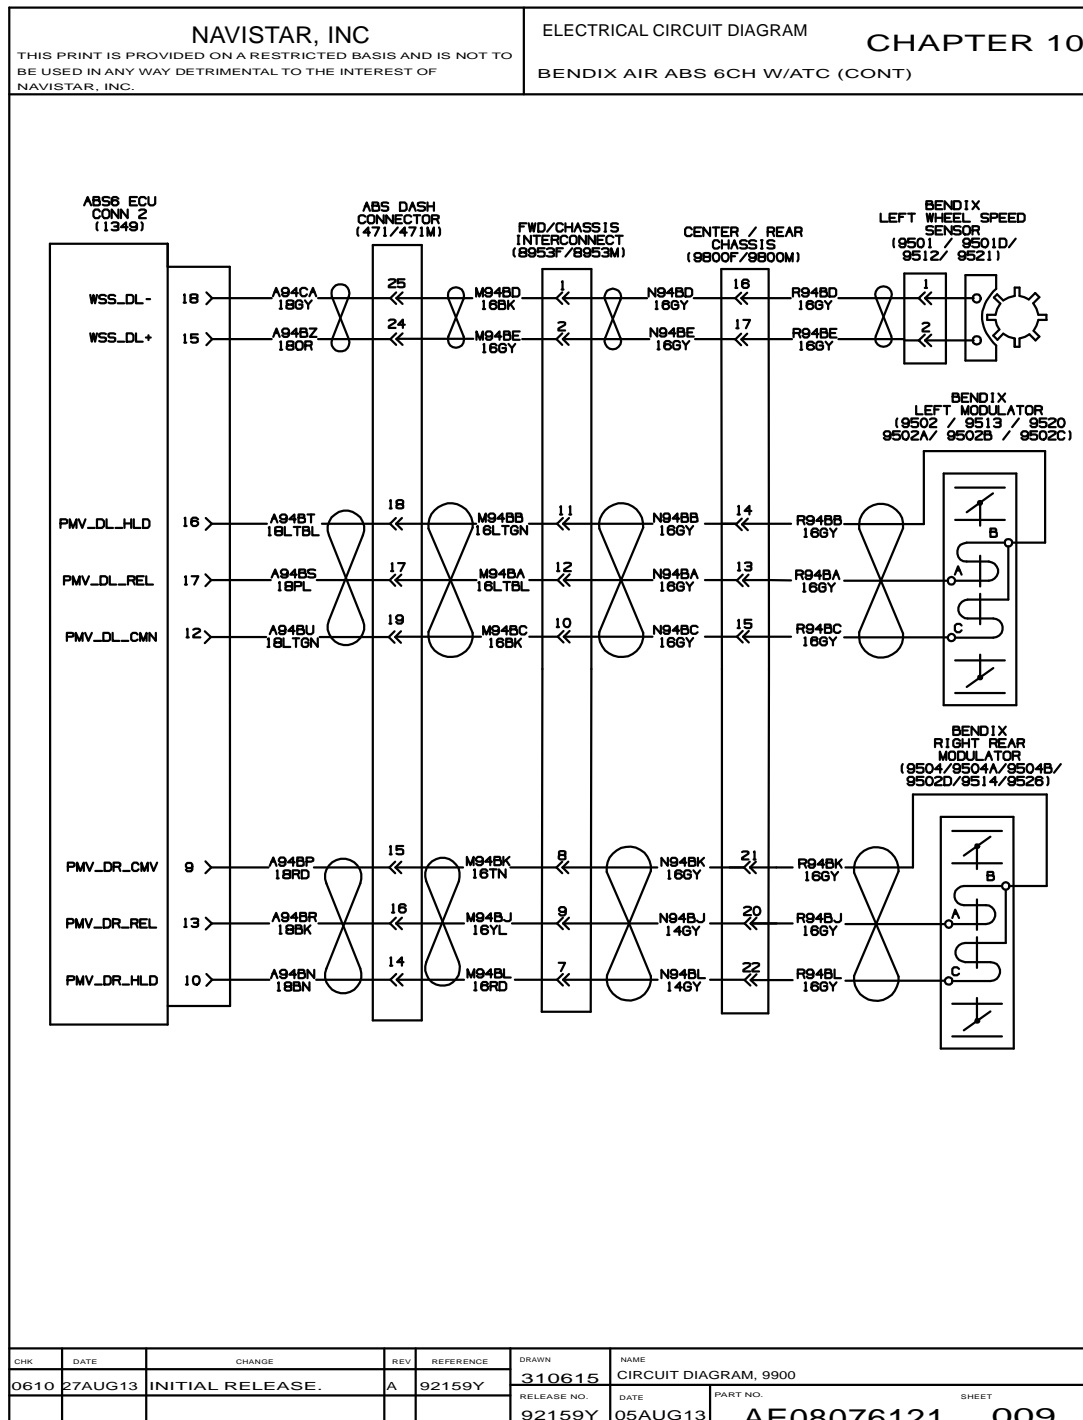 NAVISTAR, INC
THIS PRINT IS PROVIDED ON A RESTRICTED BASIS AND IS NOT TO
BE USED IN ANY WAY DETRIMENTAL TO THE INTEREST OF
NAVISTAR, INC.
ELECTRICAL CIRCUIT DIAGRAM
CHAPTER 10
BENDIX AIR ABS 6CH W/ATC (CONT)
ABS6 ECU
CONN 2
(1349)
ABS DASH
CONNECTOR
(471/471M)
FWD/CHASSIS
INTERCONNECT
(8953F/8953M)
CENTER / REAR
CHASSIS
(9800F/9800M)
BENDIX
LEFT WHEEL SPEED
SENSOR
(9501 / 9501D/
9512/ 9521)
WSS_DL- 18 A94CA 25 M94BD 1 N94BD 16 R94BD 1
18GY 16BK 16GY 16GY
WSS_DL+ 15 A94BZ 24 M94BE 2 N94BE 17 R94BE 2
18OR 16GY 16GY 16GY
BENDIX
LEFT MODULATOR
(9502 / 9513 / 9520
9502A/ 9502B / 9502C)
PMV_DL_HLD 16 A94BT 18 M94BB 11 N94BB 14 R94BB B
18LTBL 16LTGN 16GY 16GY
PMV_DL_REL 17 A94BS 17 M94BA 12 N94BA 13 R94BA A
18PL 16LTBL 16GY 16GY
PMV_DL_CMN 12 A94BU 19 M94BC 10 N94BC 15 R94BC C
18LTGN 16BK 16GY 16GY
BENDIX
RIGHT REAR
MODULATOR
(9504/9504A/9504B/
9502D/9514/9526)
PMV_DR_CMV 9 A94BP 15 M94BK 8 N94BK 21 R94BK B
18RD 16TN 16GY 16GY
PMV_DR_REL 13 A94BR 16 M94BJ 9 N94BJ 20 R94BJ A
18BK 16YL 14GY 16GY
PMV_DR_HLD 10 A94BN 14 M94BL 7 N94BL 22 R94BL C
18BN 16RD 14GY 16GY
CHK DATE CHANGE REV REFERENCE
0610 27AUG13 INITIAL RELEASE. A 92159Y
DRAWN
310615
NAME
CIRCUIT DIAGRAM, 9900
RELEASE NO.
92159Y
DATE
05AUG13
PART NO.
AE08076121
SHEET
009